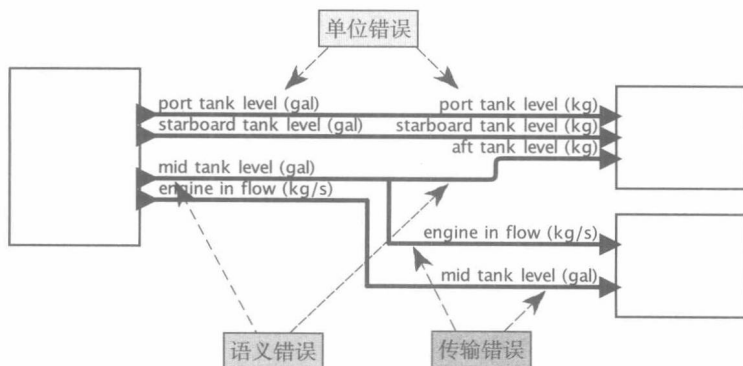 单位错误
port tank level (gal)
port tank level (kg)
starboard tank level (gal)
starboard tank level (kg)
aft tank level (kg)
mid tank level (gal)
engine in flow (kg/s)
engine in flow (kg/s)
mid tank level (gal)
语义错误
传输错误